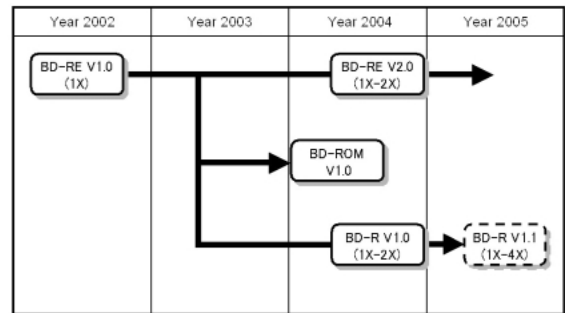 Year 2002 Year 2003 Year 2004 Year 2005
BD-RE V1.0
(1X)
BD-RE V2.0
(1X-2X)
BD-ROM
V1.0
BD-R V1.0
(1X-2X)
BD-R V1.1
(1X-4X)